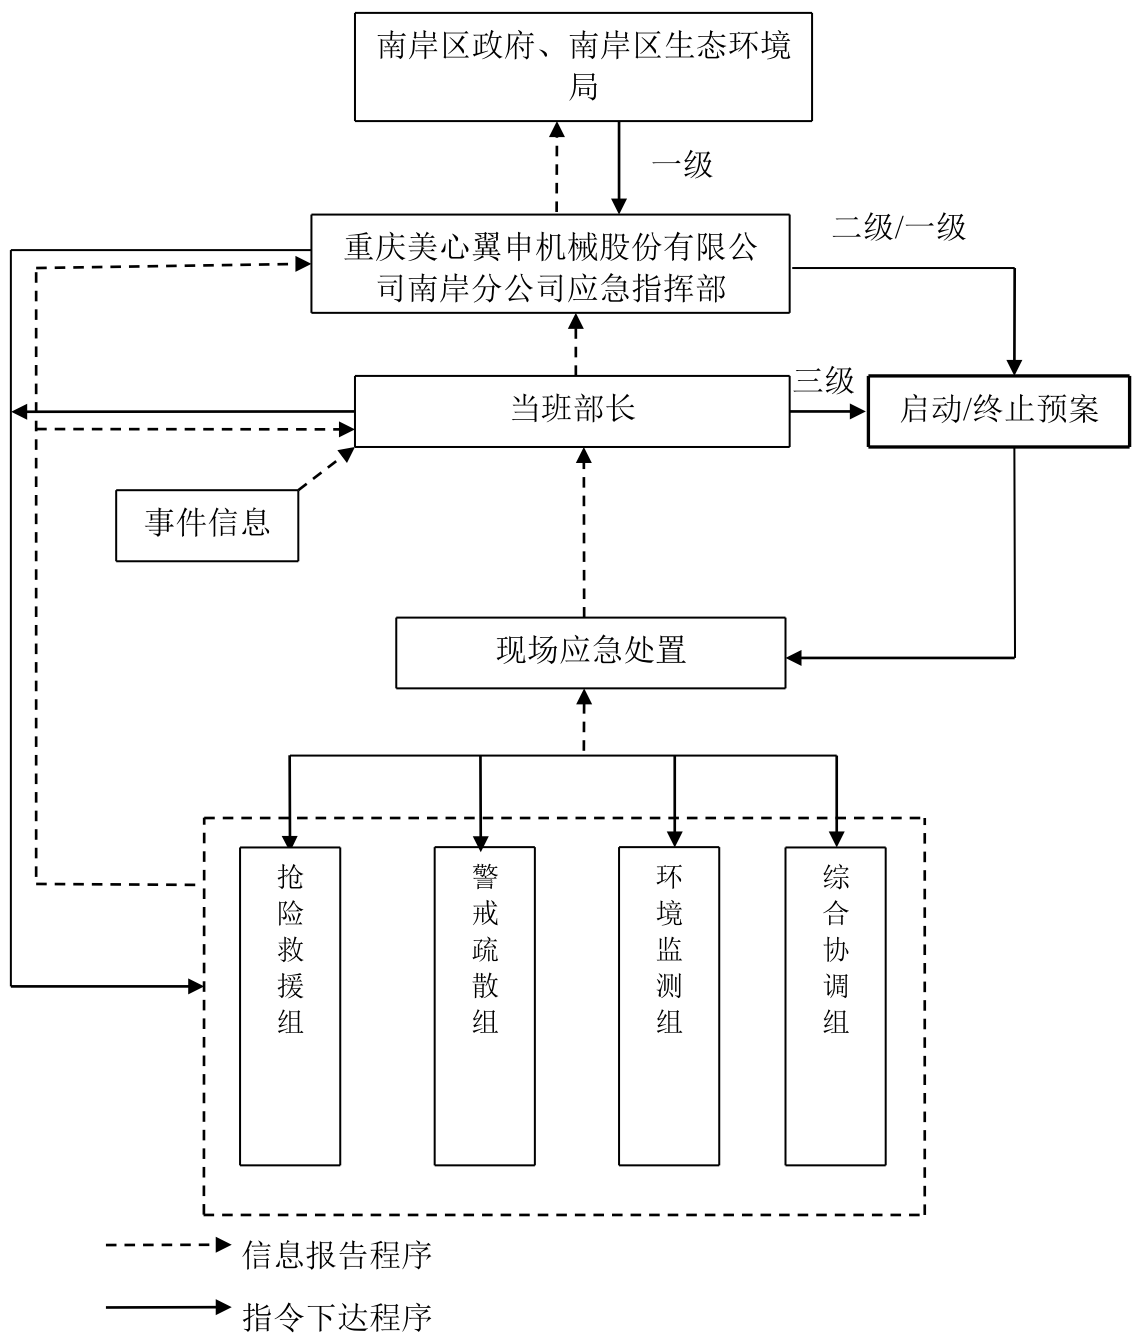 南岸区政府、南岸区生态环境
局
一级
二级/一级
重庆美心翼申机械股份有限公
司南岸分公司应急指挥部
三级
当班部长
启动/终止预案
事件信息
现场应急处置
抢险救援组
警戒疏散组
环境监测组
综合协调组
信息报告程序
指令下达程序